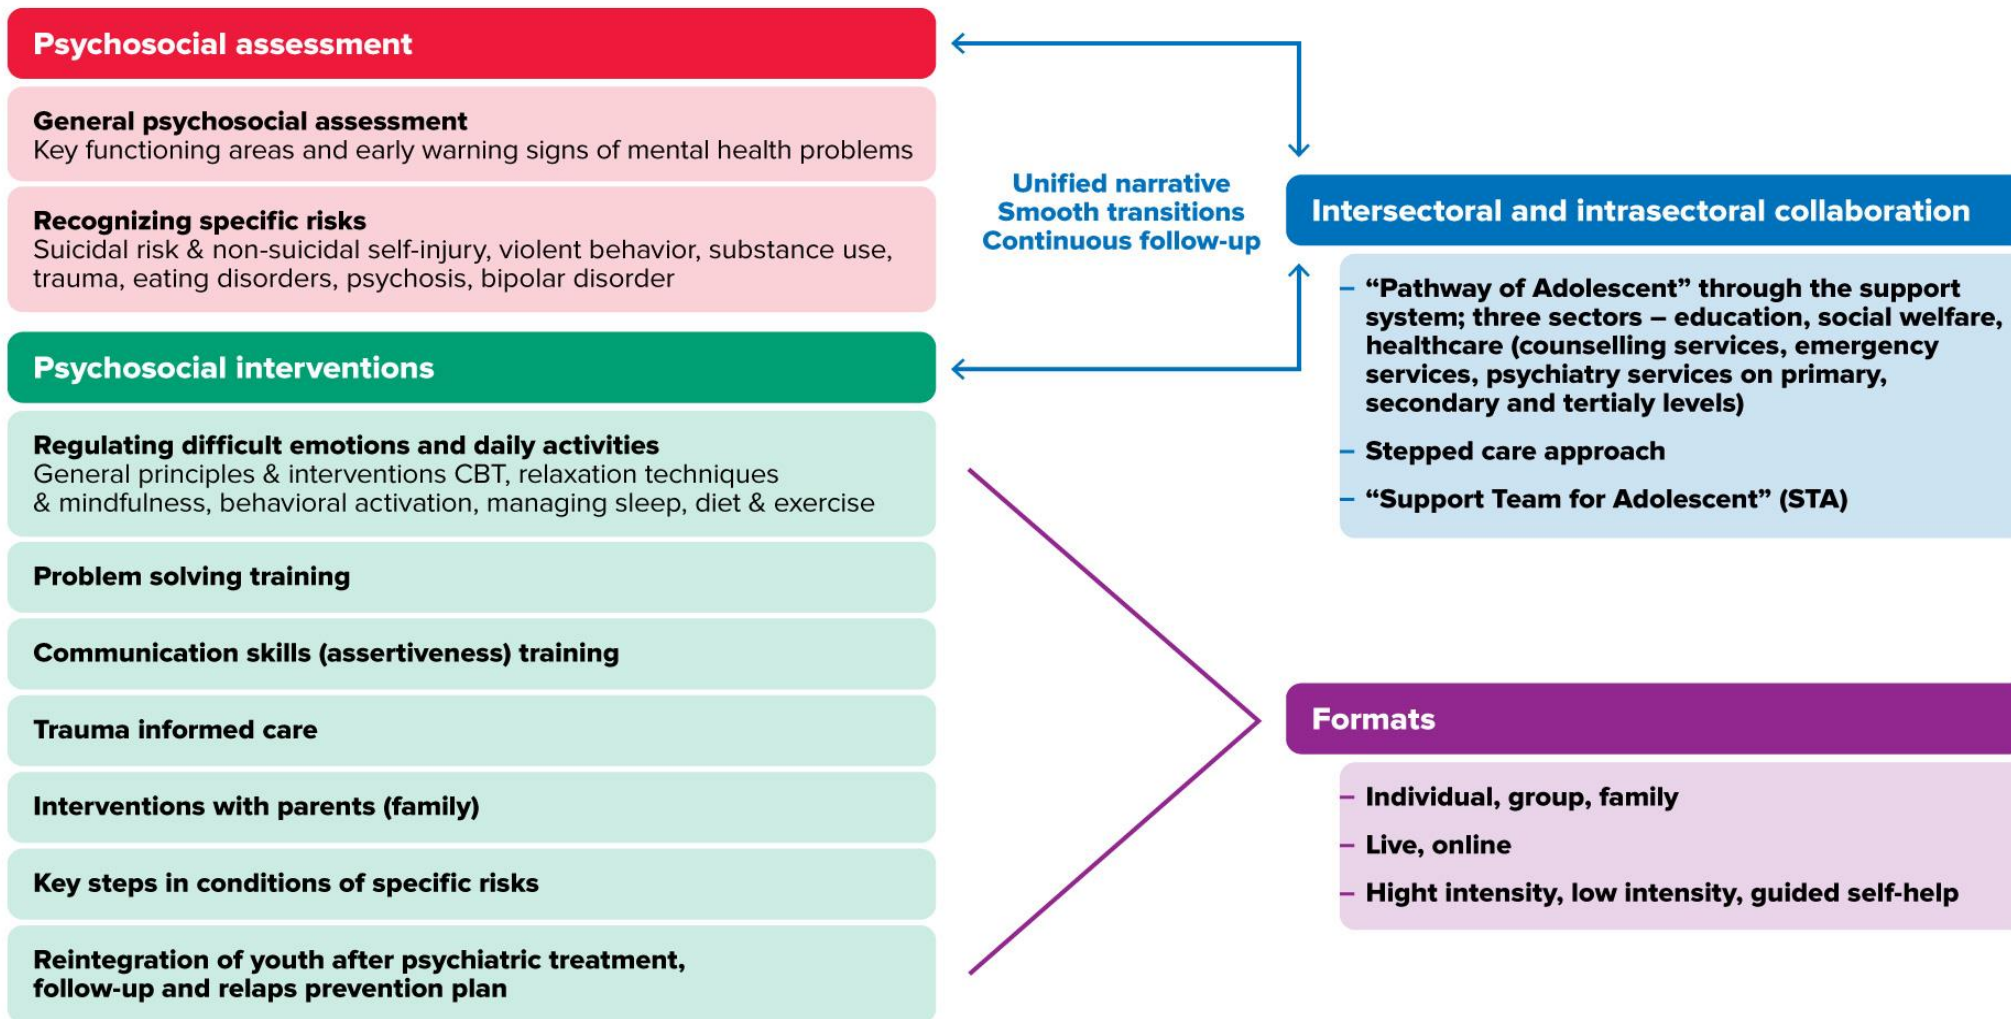 Psychosocial assessment
General psychosocial assessment
Key functioning areas and early warning signs of mental health problems
Recognizing specific risks
Suicidal risk & non-suicidal self-injury, violent behavior, substance use,
trauma, eating disorders, psychosis, bipolar disorder
Psychosocial interventions
Regulating difficult emotions and daily activities
General principles & interventions CBT, relaxation techniques
& mindfulness, behavioral activation, managing sleep, diet & exercise
Problem solving training
Communication skills (assertiveness) training
Trauma informed care
Interventions with parents (family)
Key steps in conditions of specific risks
Reintegration of youth after psychiatric treatment,
follow-up and relaps prevention plan
Unified narrative
Smooth transitions
Continuous follow-up
Intersectoral and intrasectoral collaboration
– “Pathway of Adolescent” through the support
system; three sectors – education, social welfare,
healthcare (counselling services, emergency
services, psychiatry services on primary,
secondary and tertialy levels)
– Stepped care approach
– “Support Team for Adolescent” (STA)
Formats
– Individual, group, family
– Live, online
– Hight intensity, low intensity, guided self-help